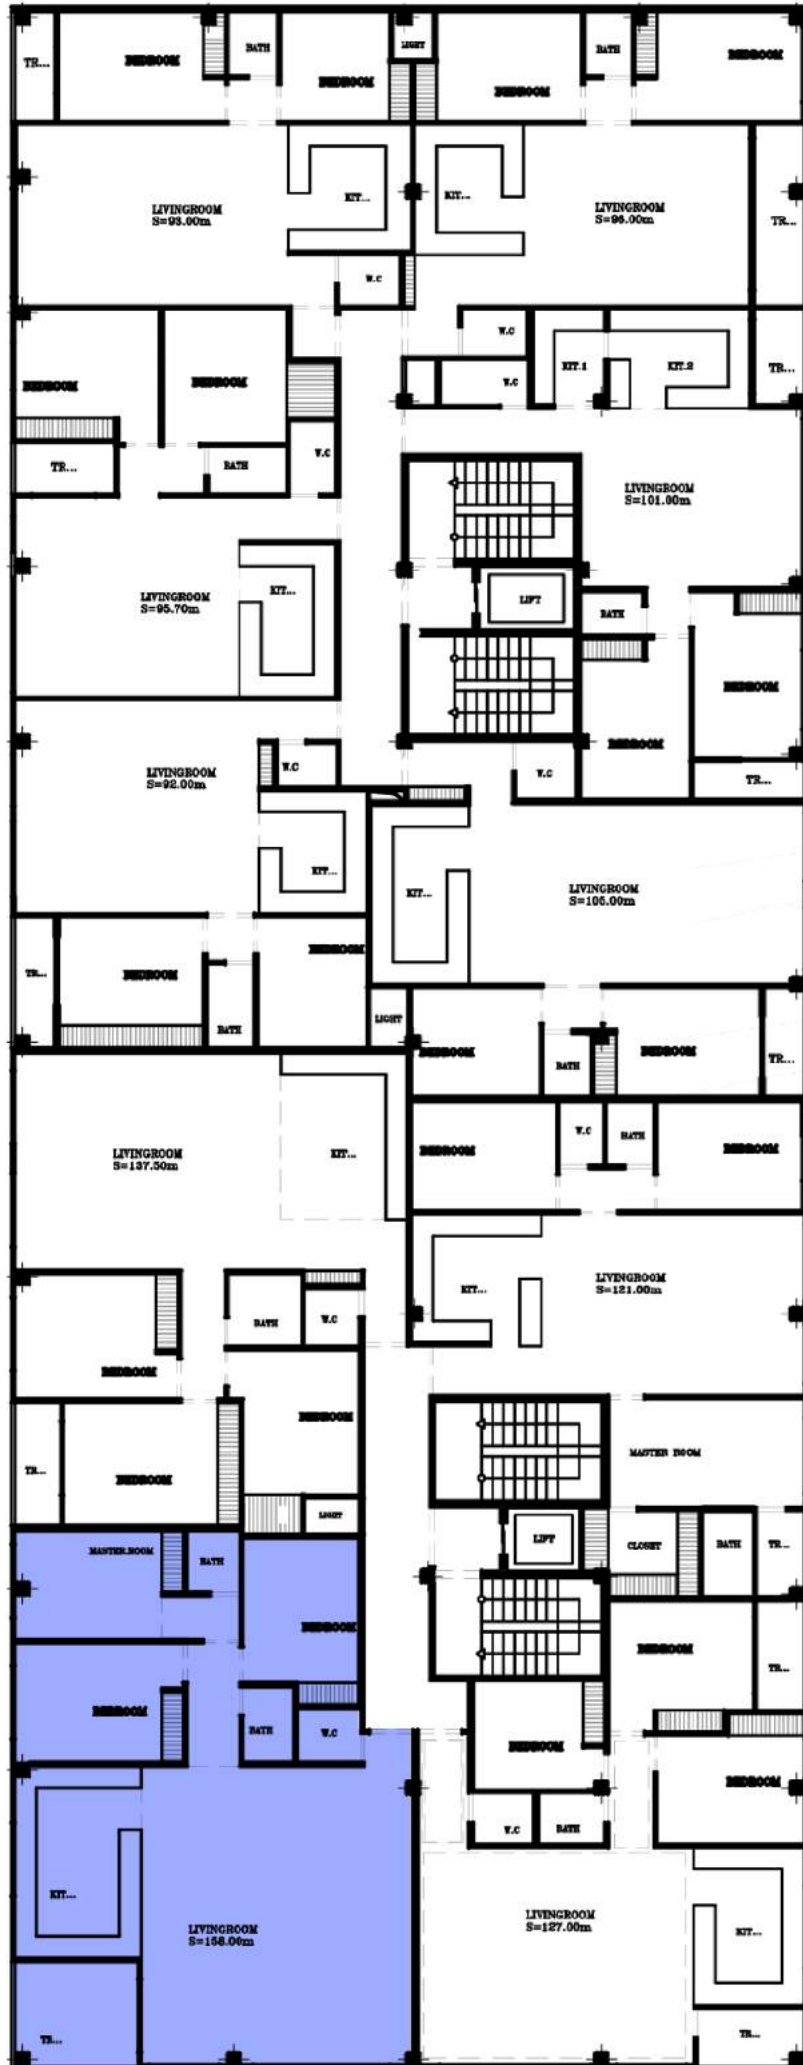 TR...
BEDROOM
BATH
BEDROOM
LIGHT
BEDROOM
BATH
BEDROOM
LIVINGROOM
S=93.00m
KIT...
KIT...
LIVINGROOM
S=96.00m
TR...
W.C
W.C
BEDROOM
BEDROOM
W.C
KIT.1
KIT.2
TR...
TR...
BATH
W.C
LIVINGROOM
S=101.00m
LIVINGROOM
S=95.70m
KIT...
LIFT
BATH
BEDROOM
BEDROOM
TR...
LIVINGROOM
S=92.00m
W.C
W.C
KIT...
KIT...
LIVINGROOM
S=105.00m
TR...
BEDROOM
BATH
BEDROOM
LIGHT
BEDROOM
BATH
BEDROOM
TR...
LIVINGROOM
S=137.50m
KIT...
BEDROOM
W.C
BATH
BEDROOM
KIT...
LIVINGROOM
S=121.00m
BEDROOM
BATH
W.C
TR...
BEDROOM
BEDROOM
LIGHT
MASTER ROOM
LIFT
CLOSET
BATH
TR...
MASTER.ROOM
BATH
BEDROOM
BEDROOM
TR...
BEDROOM
BATH
W.C
BEDROOM
BEDROOM
W.C
BATH
KIT...
LIVINGROOM
S=158.00m
LIVINGROOM
S=127.00m
KIT...
TR...
TR...